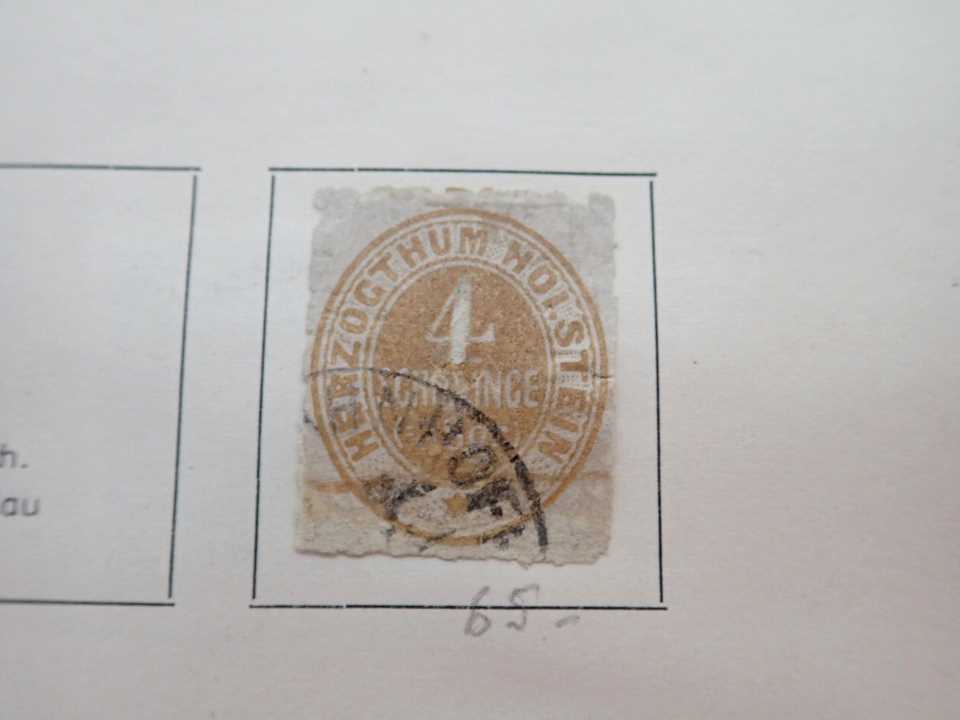 HERZOGTHUM HOLSTEIN
4
SCHILLINGE
h.
au
65.-